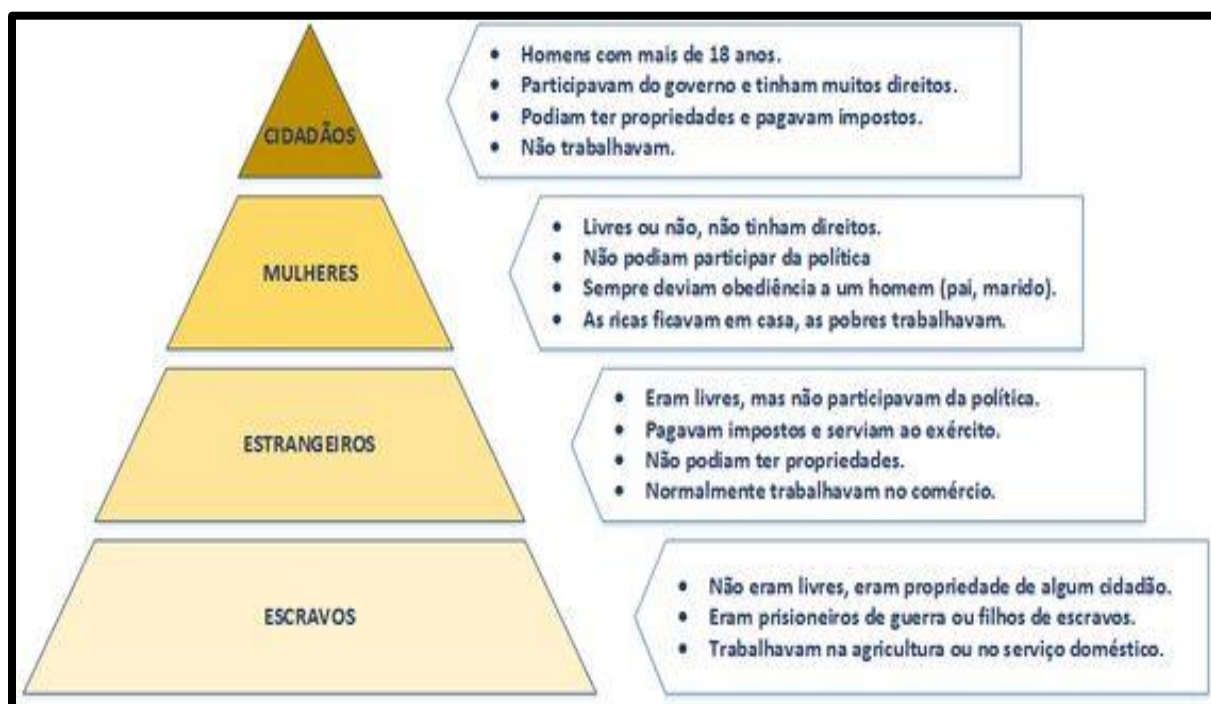 CIDADÃOS
• Homens com mais de 18 anos.
• Participavam do governo e tinham muitos direitos.
• Podiam ter propriedades e pagavam impostos.
• Não trabalhavam.
MULHERES
• Livres ou não, não tinham direitos.
• Não podiam participar da política
• Sempre deviam obediência a um homem (pai, marido).
• As ricas ficavam em casa, as pobres trabalhavam.
ESTRANGEIROS
• Eram livres, mas não participavam da política.
• Pagavam impostos e serviam ao exército.
• Não podiam ter propriedades.
• Normalmente trabalhavam no comércio.
ESCRAVOS
• Não eram livres, eram propriedade de algum cidadão.
• Eram prisioneiros de guerra ou filhos de escravos.
• Trabalhavam na agricultura ou no serviço doméstico.